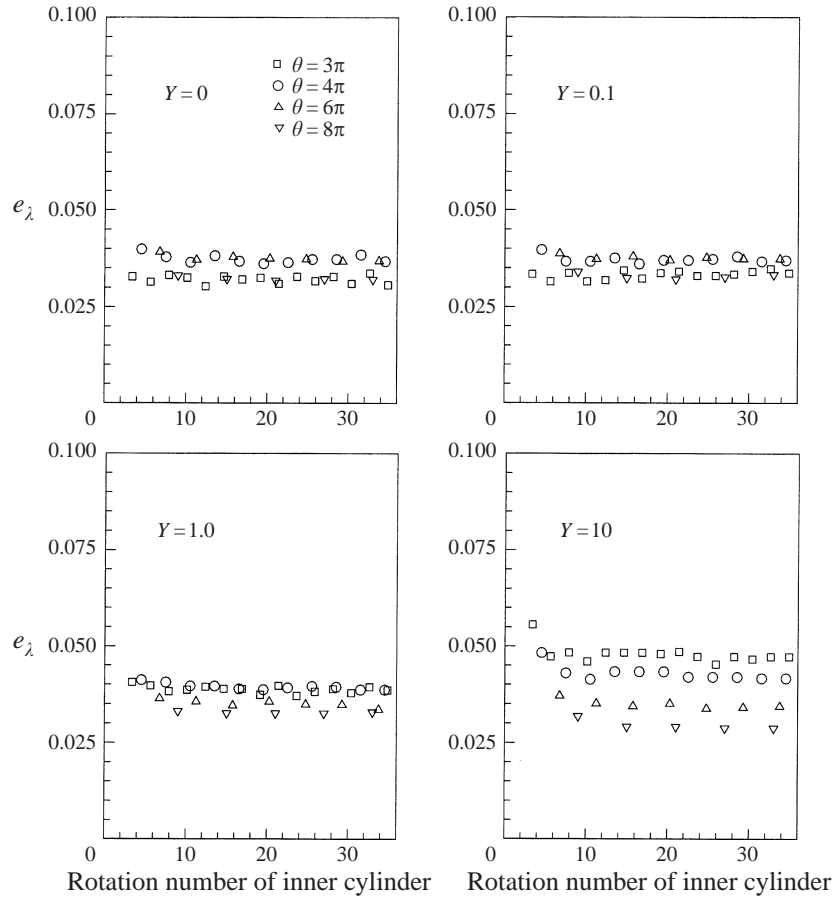 0.100
0.075
0.050
0.025
0 10 20 30
eλ
Y = 0
□ θ = 3π
○ θ = 4π
△ θ = 6π
▽ θ = 8π
0.100
0.075
0.050
0.025
0 10 20 30
Y = 0.1
0.100
0.075
0.050
0.025
0 10 20 30
eλ
Y = 1.0
Rotation number of inner cylinder
0.100
0.075
0.050
0.025
0 10 20 30
Y = 10
Rotation number of inner cylinder